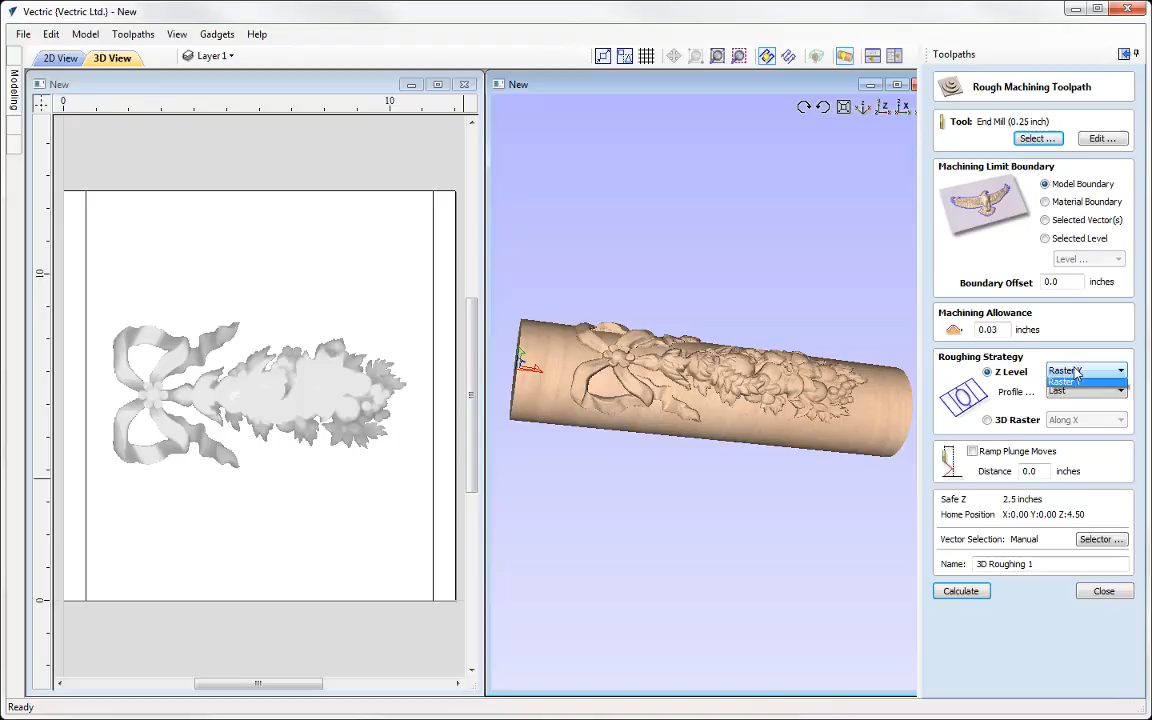 Vectric {Vectric Ltd.} - New
File Edit Model Toolpaths View Gadgets Help
2D View 3D View Layer 1
Modeling
New
0 10
10
0
New
z x
Toolpaths
Rough Machining Toolpath
Tool: End Mill (0.25 inch)
Select ... Edit ...
Machining Limit Boundary
Model Boundary
Material Boundary
Selected Vector(s)
Selected Level
Level ...
Boundary Offset 0.0 inches
Machining Allowance
0.03 inches
Roughing Strategy
Z Level Raster
Raster
Profile ... Last
3D Raster Along X
Ramp Plunge Moves
Distance 0.0 inches
Safe Z 2.5 inches
Home Position X:0.00 Y:0.00 Z:4.50
Vector Selection: Manual Selector ...
Name: 3D Roughing 1
Calculate Close
Ready